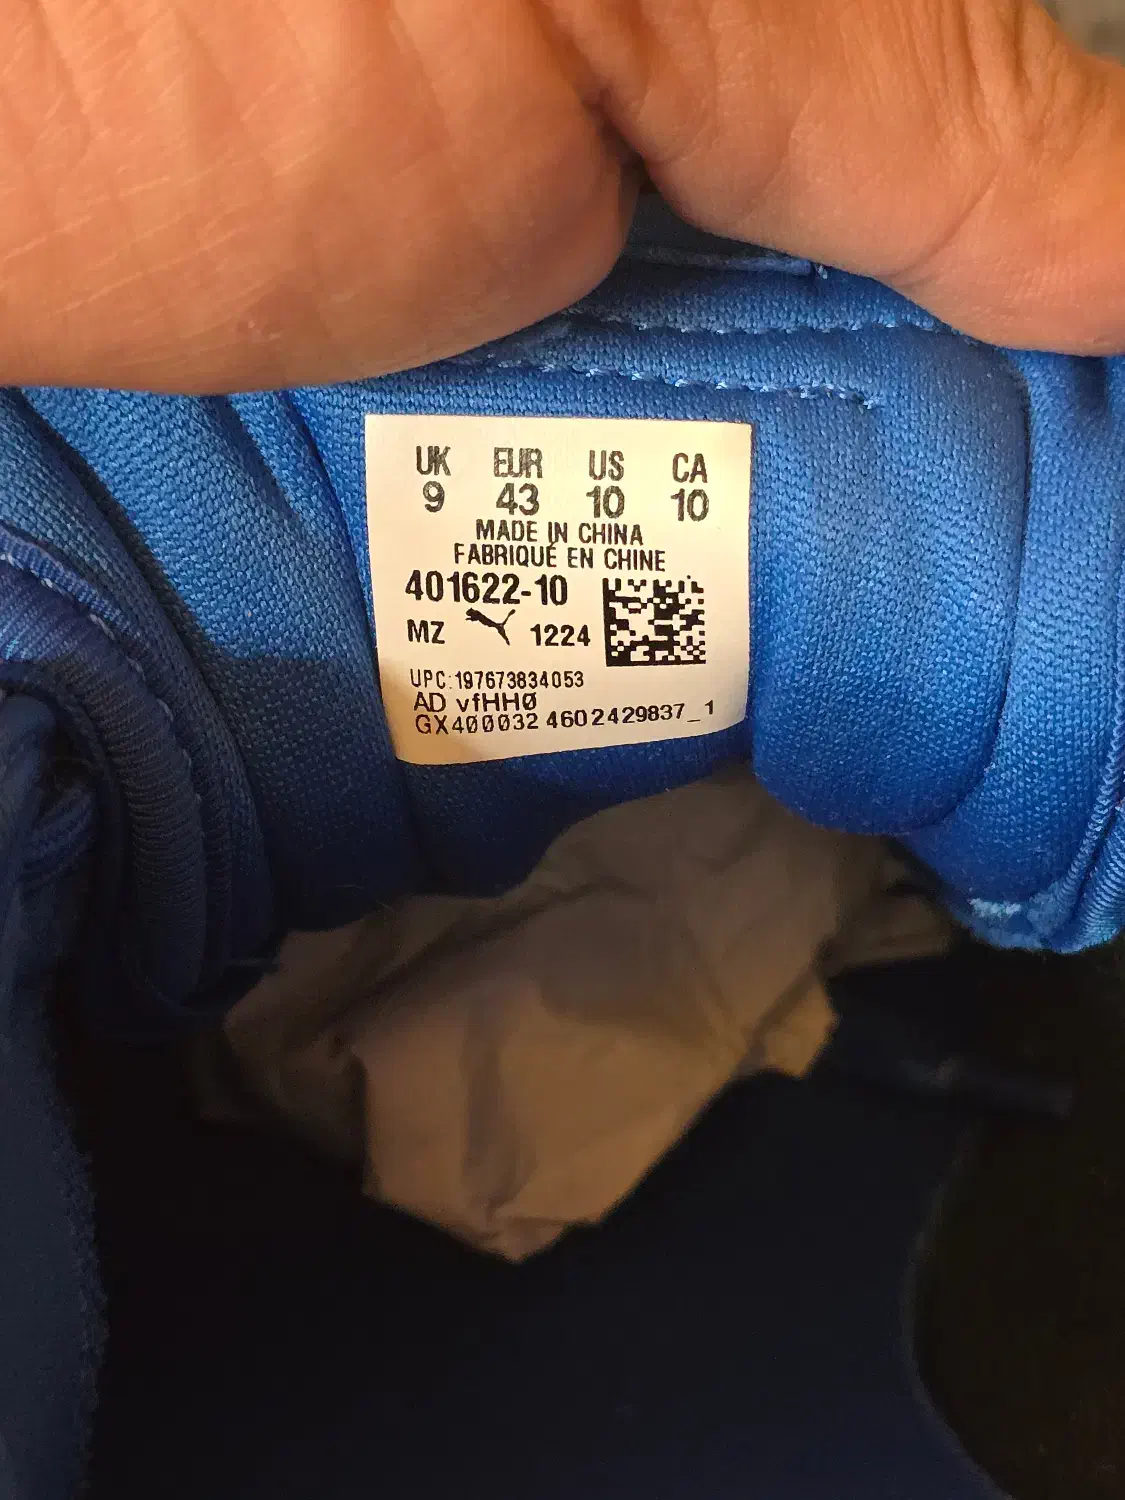 UK EUR US CA
9 43 10 10
MADE IN CHINA
FABRIQUÉ EN CHINE
401622-10
MZ 1224
UPC:197673834053
AD vfHH0
GX400032 4602429837_1